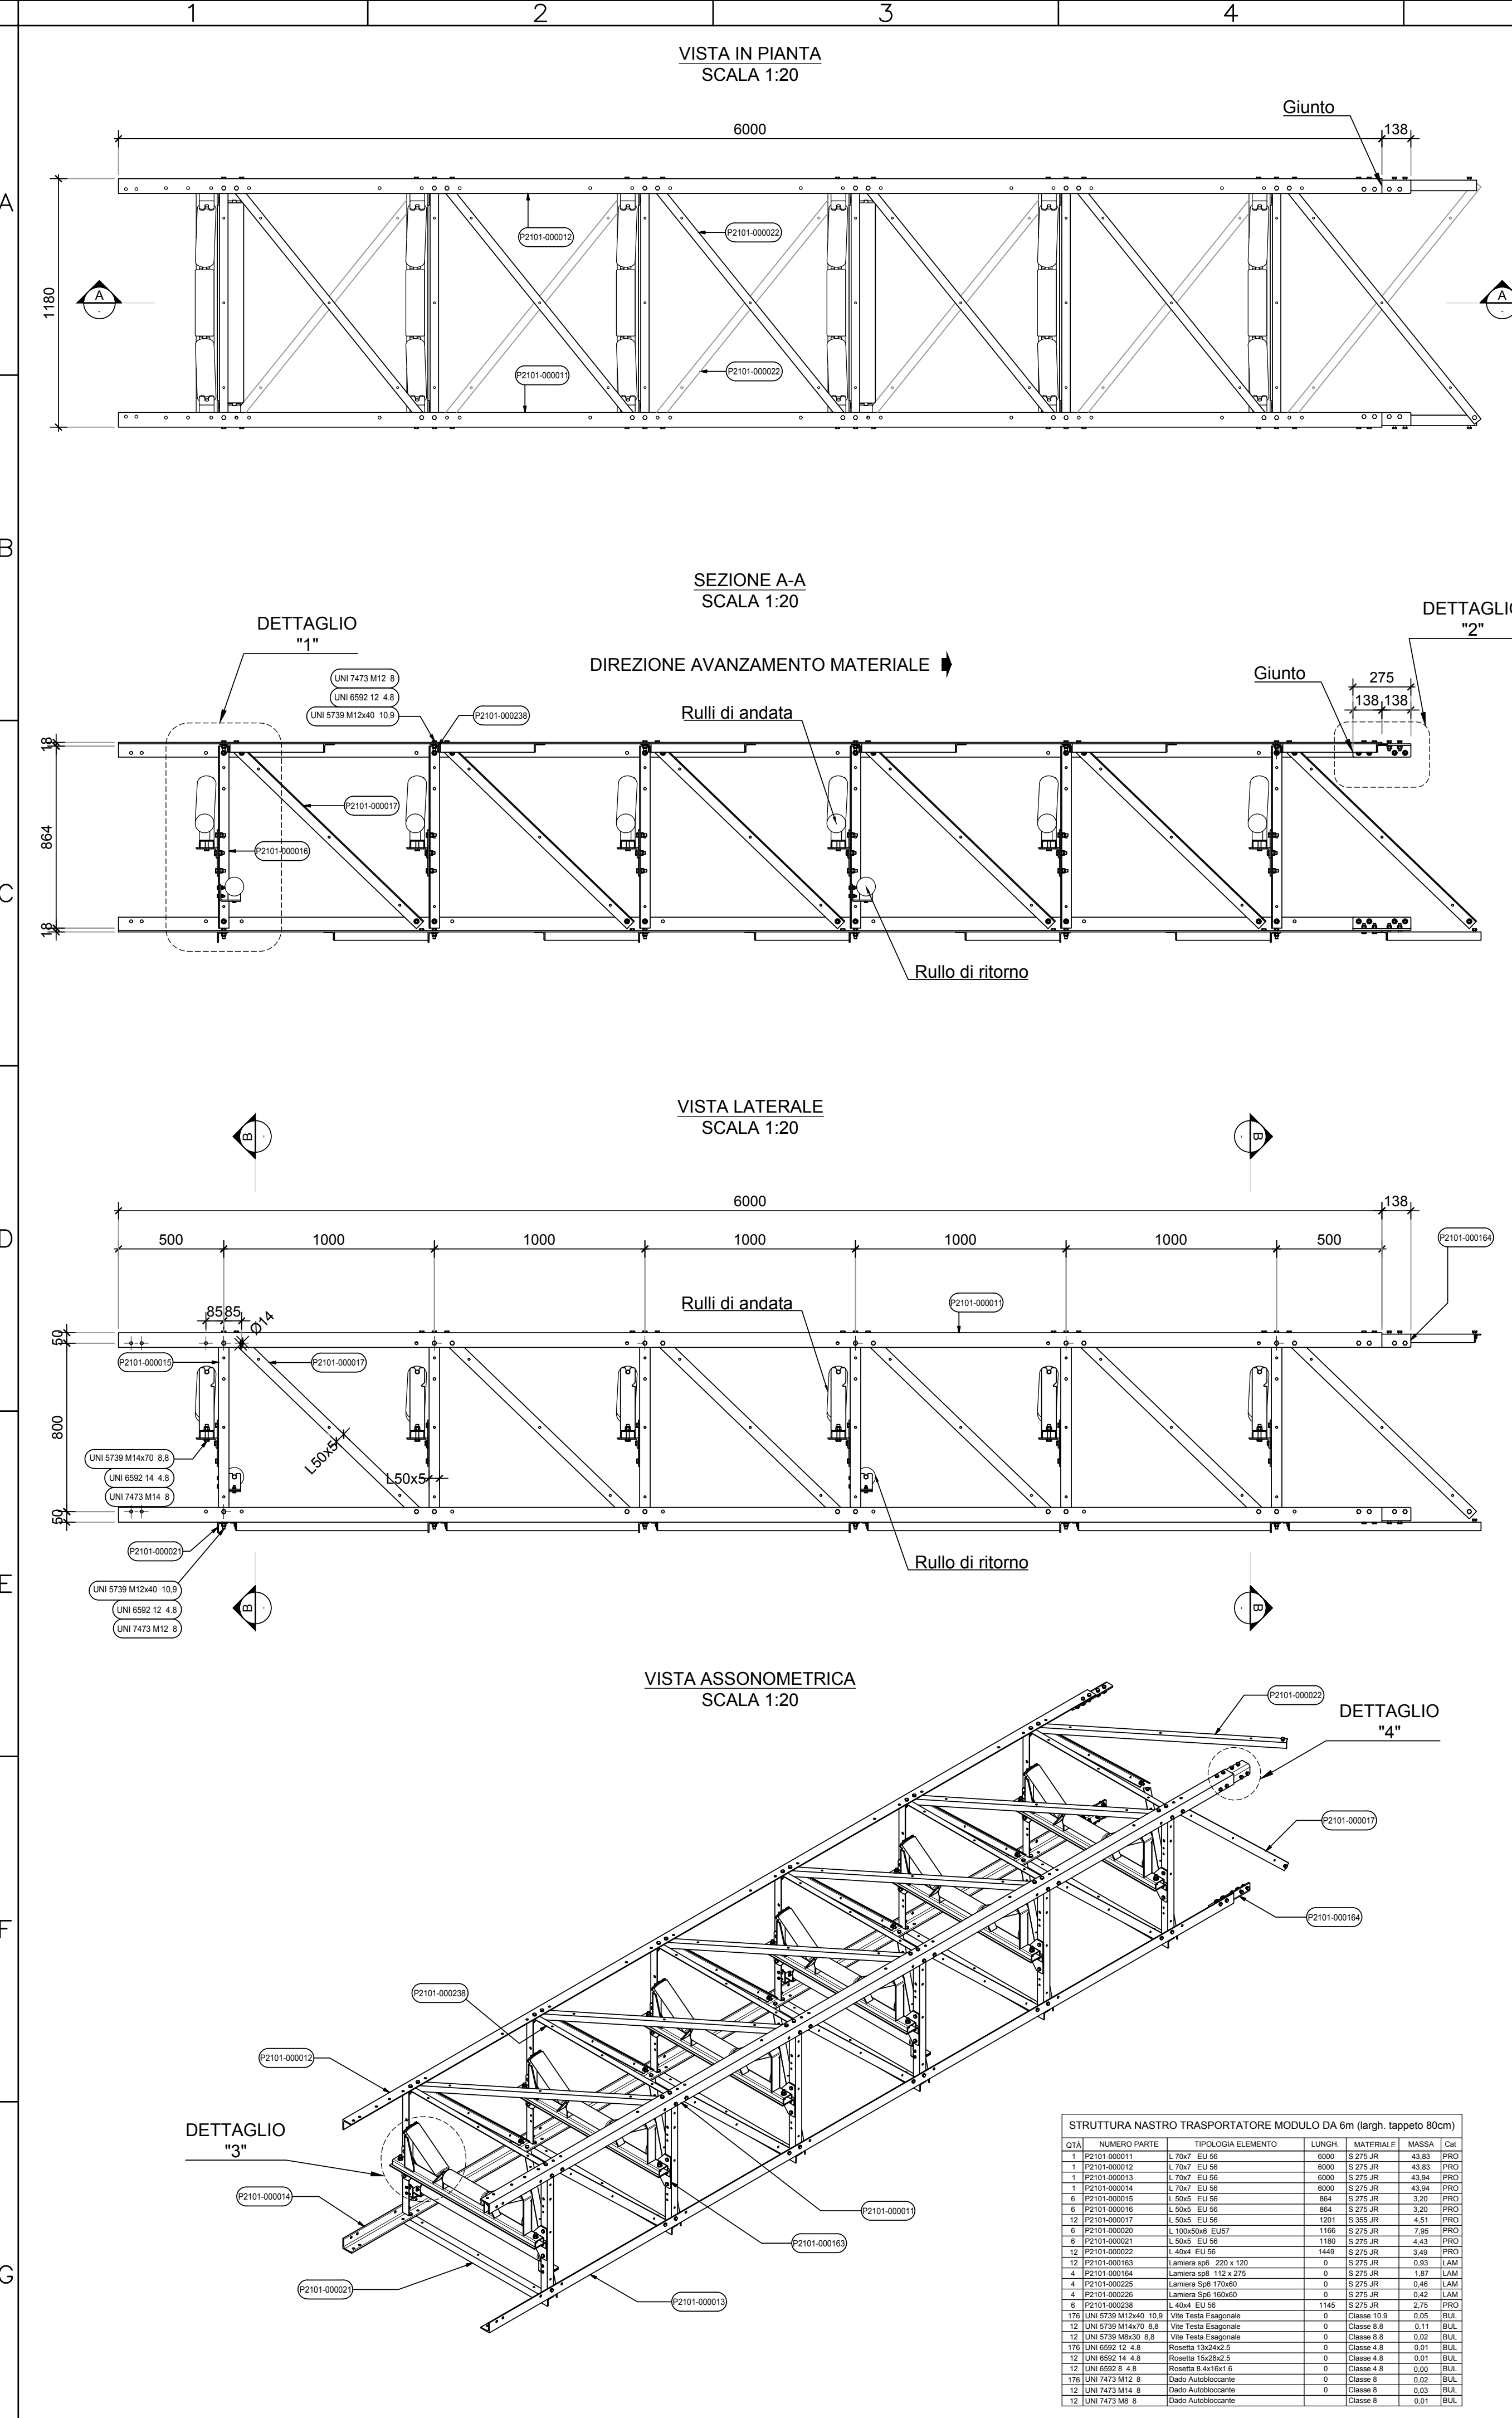 1 2 3 4
VISTA IN PIANTA
SCALA 1:20
Giunto
6000
138
A
1180
A
-
A
-
P2101-000012
P2101-000022
P2101-000011
P2101-000022
B
SEZIONE A-A
SCALA 1:20
DETTAGLIO
"1"
DETTAGLIO
"2"
DIREZIONE AVANZAMENTO MATERIALE
UNI 7473 M12 8
UNI 6592 12 4.8
UNI 5739 M12x40 10,9
P2101-000238
Rulli di andata
Giunto
275
138 138
18
864
18
P2101-000017
P2101-000016
C
Rullo di ritorno
VISTA LATERALE
SCALA 1:20
B
B
D
6000
138
500 1000 1000 1000 1000 1000 500
P2101-000164
85 85
Ø14
Rulli di andata
P2101-000011
50
800
50
P2101-000015
P2101-000017
L50x5
L50x5
UNI 5739 M14x70 8,8
UNI 6592 14 4.8
UNI 7473 M14 8
P2101-000021
Rullo di ritorno
E
UNI 5739 M12x40 10,9
UNI 6592 12 4.8
UNI 7473 M12 8
B
B
VISTA ASSONOMETRICA
SCALA 1:20
P2101-000022
DETTAGLIO
"4"
P2101-000017
P2101-000164
F
P2101-000238
P2101-000012
DETTAGLIO
"3"
P2101-000014
P2101-000011
P2101-000163
P2101-000021
P2101-000013
G
STRUTTURA NASTRO TRASPORTATORE MODULO DA 6m (largh. tappeto 80cm)
QTÀ NUMERO PARTE TIPOLOGIA ELEMENTO LUNGH. MATERIALE MASSA Cat
1 P2101-000011 L 70x7 EU 56 6000 S 275 JR 43,83 PRO
1 P2101-000012 L 70x7 EU 56 6000 S 275 JR 43,83 PRO
1 P2101-000013 L 70x7 EU 56 6000 S 275 JR 43,94 PRO
1 P2101-000014 L 70x7 EU 56 6000 S 275 JR 43,94 PRO
6 P2101-000015 L 50x5 EU 56 864 S 275 JR 3,20 PRO
6 P2101-000016 L 50x5 EU 56 864 S 275 JR 3,20 PRO
12 P2101-000017 L 50x5 EU 56 1201 S 355 JR 4,51 PRO
6 P2101-000020 L 100x50x6 EU57 1166 S 275 JR 7,95 PRO
6 P2101-000021 L 50x5 EU 56 1180 S 275 JR 4,43 PRO
12 P2101-000022 L 40x4 EU 56 1449 S 275 JR 3,49 PRO
12 P2101-000163 Lamiera sp6 220 x 120 0 S 275 JR 0,93 LAM
4 P2101-000164 Lamiera sp8 112 x 275 0 S 275 JR 1,87 LAM
4 P2101-000225 Lamiera Sp6 170x60 0 S 275 JR 0,46 LAM
4 P2101-000226 Lamiera Sp6 160x60 0 S 275 JR 0,42 LAM
6 P2101-000238 L 40x4 EU 56 1145 S 275 JR 2,75 PRO
176 UNI 5739 M12x40 10,9 Vite Testa Esagonale 0 Classe 10.9 0,05 BUL
12 UNI 5739 M14x70 8,8 Vite Testa Esagonale 0 Classe 8.8 0,11 BUL
12 UNI 5739 M8x30 8,8 Vite Testa Esagonale 0 Classe 8.8 0,02 BUL
176 UNI 6592 12 4.8 Rosetta 13x24x2.5 0 Classe 4.8 0,01 BUL
12 UNI 6592 14 4.8 Rosetta 15x28x2.5 0 Classe 4.8 0,01 BUL
12 UNI 6592 8 4.8 Rosetta 8.4x16x1.6 0 Classe 4.8 0,00 BUL
176 UNI 7473 M12 8 Dado Autobloccante 0 Classe 8 0,02 BUL
12 UNI 7473 M14 8 Dado Autobloccante 0 Classe 8 0,03 BUL
12 UNI 7473 M8 8 Dado Autobloccante Classe 8 0,01 BUL